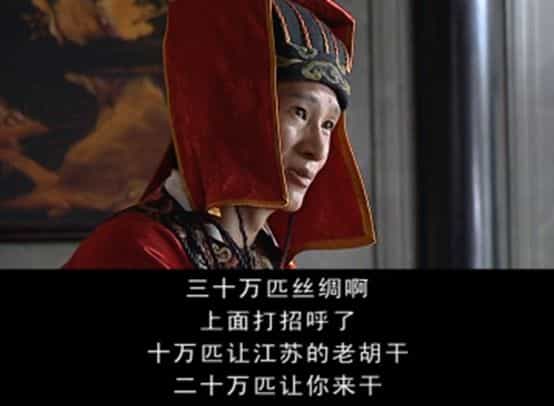 三十万匹丝绸啊
上面打招呼了
十万匹让江苏的老胡干
二十万匹让你来干